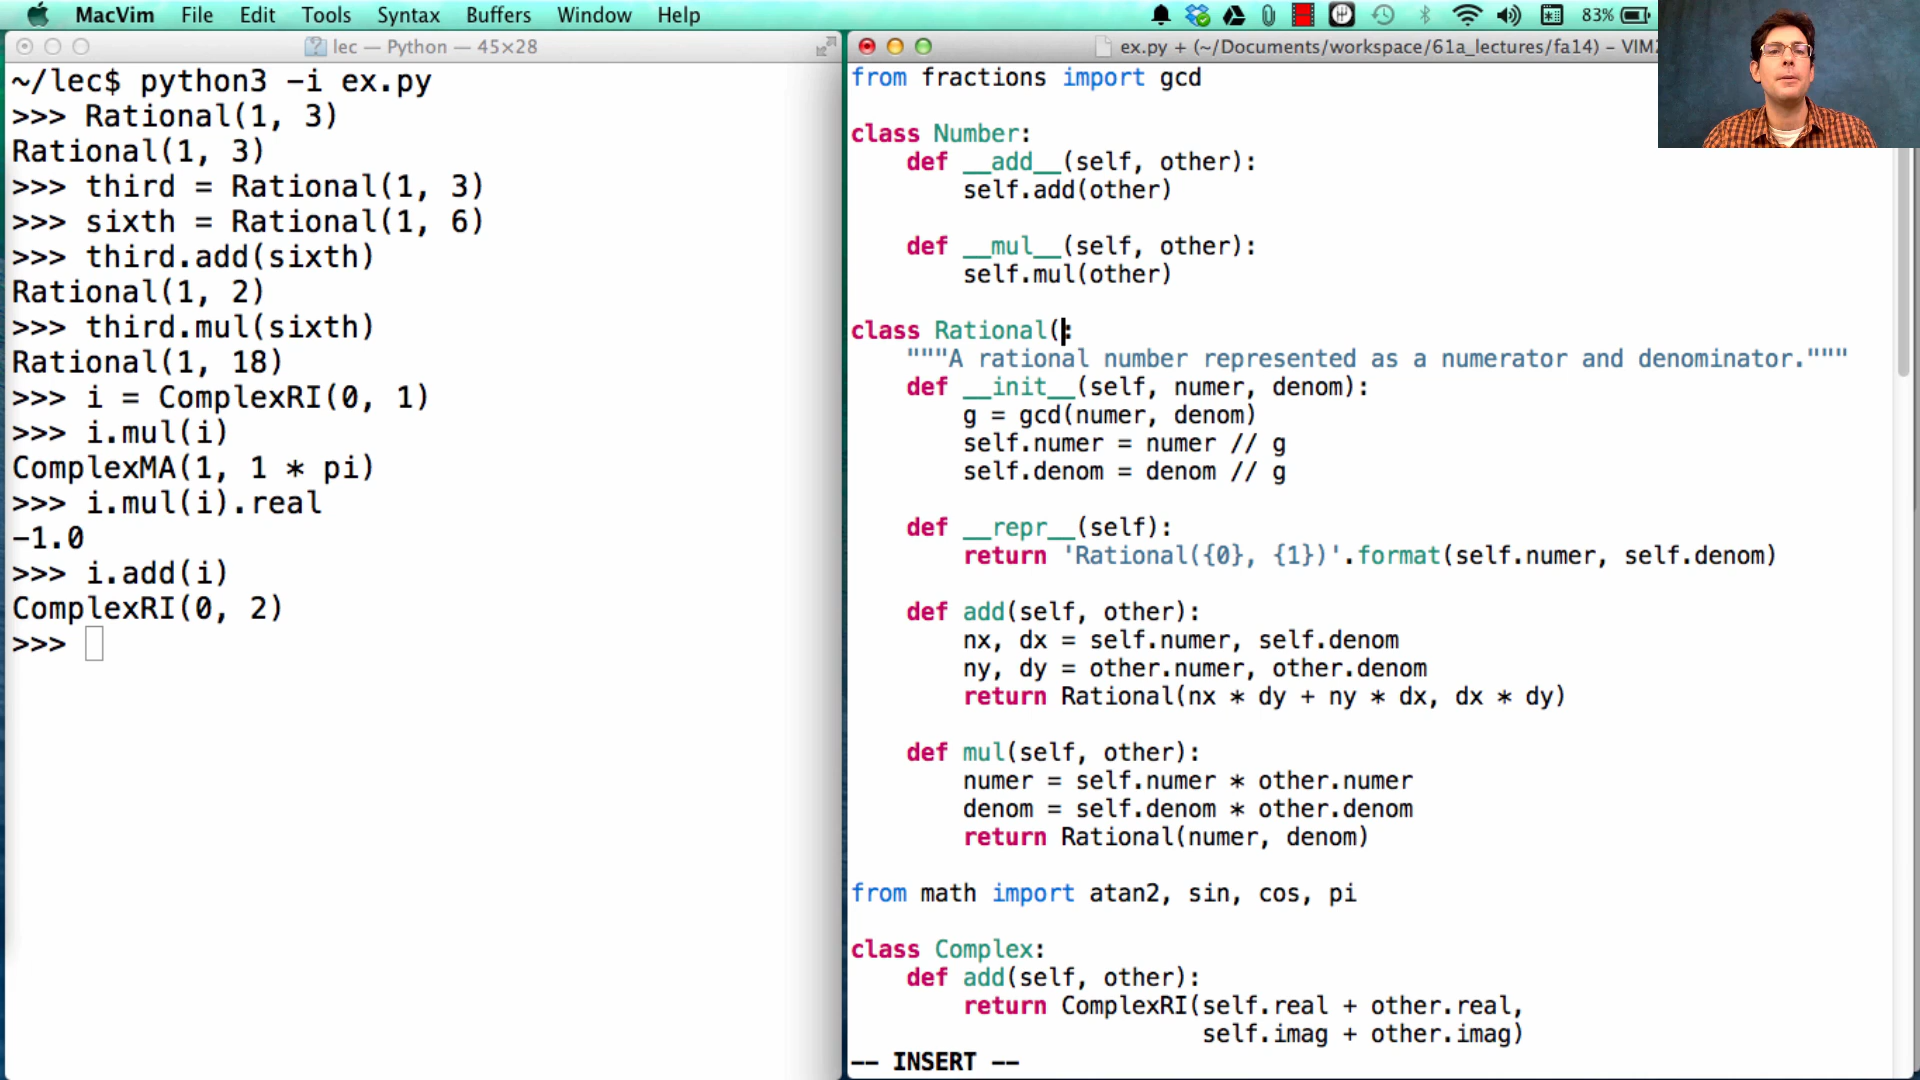 MacVim File Edit Tools Syntax Buffers Window Help 83%
lec — Python — 45×28
~/lec$ python3 -i ex.py
>>> Rational(1, 3)
Rational(1, 3)
>>> third = Rational(1, 3)
>>> sixth = Rational(1, 6)
>>> third.add(sixth)
Rational(1, 2)
>>> third.mul(sixth)
Rational(1, 18)
>>> i = ComplexRI(0, 1)
>>> i.mul(i)
ComplexMA(1, 1 * pi)
>>> i.mul(i).real
-1.0
>>> i.add(i)
ComplexRI(0, 2)
>>>
ex.py + (~/Documents/workspace/61a_lectures/fa14) – VIM
from fractions import gcd
class Number:
    def __add__(self, other):
        self.add(other)
    def __mul__(self, other):
        self.mul(other)
class Rational(:
    """A rational number represented as a numerator and denominator."""
    def __init__(self, numer, denom):
        g = gcd(numer, denom)
        self.numer = numer // g
        self.denom = denom // g
    def __repr__(self):
        return 'Rational({0}, {1})'.format(self.numer, self.denom)
    def add(self, other):
        nx, dx = self.numer, self.denom
        ny, dy = other.numer, other.denom
        return Rational(nx * dy + ny * dx, dx * dy)
    def mul(self, other):
        numer = self.numer * other.numer
        denom = self.denom * other.denom
        return Rational(numer, denom)
from math import atan2, sin, cos, pi
class Complex:
    def add(self, other):
        return ComplexRI(self.real + other.real,
                         self.imag + other.imag)
-- INSERT --